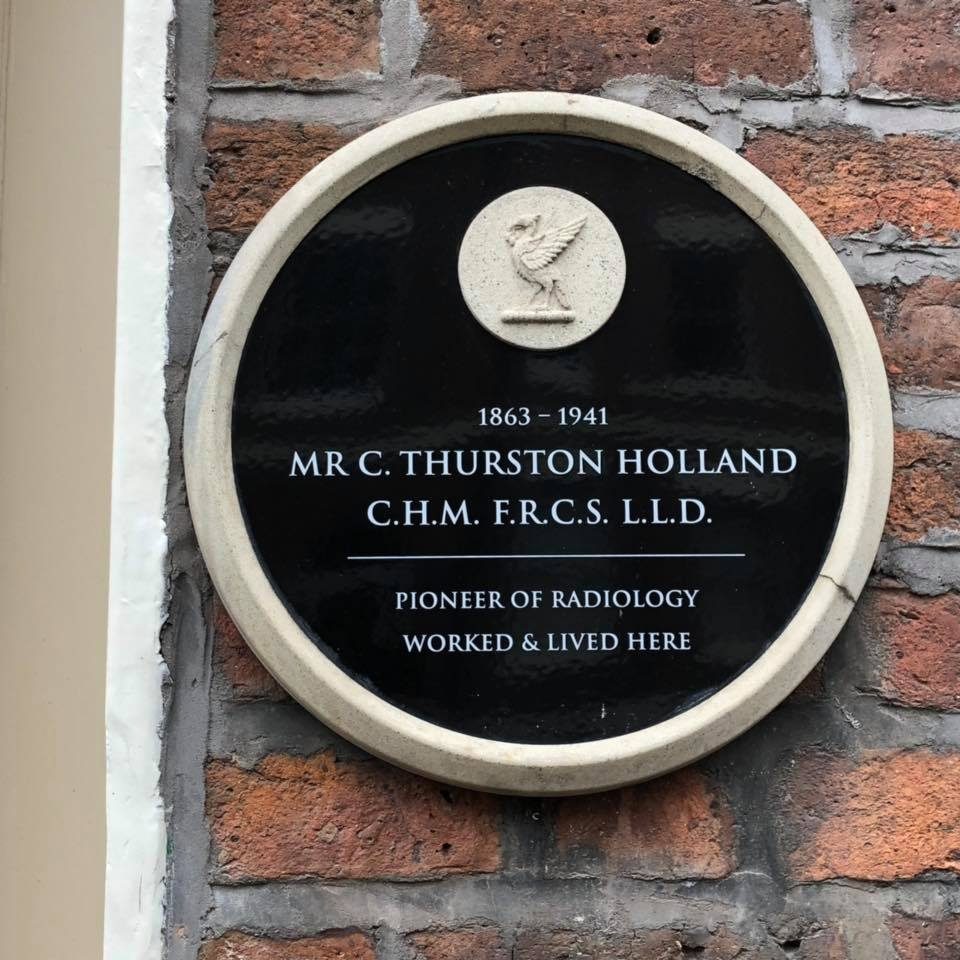 1863 – 1941
MR C. THURSTON HOLLAND
C.H.M. F.R.C.S. L.L.D.
PIONEER OF RADIOLOGY
WORKED & LIVED HERE